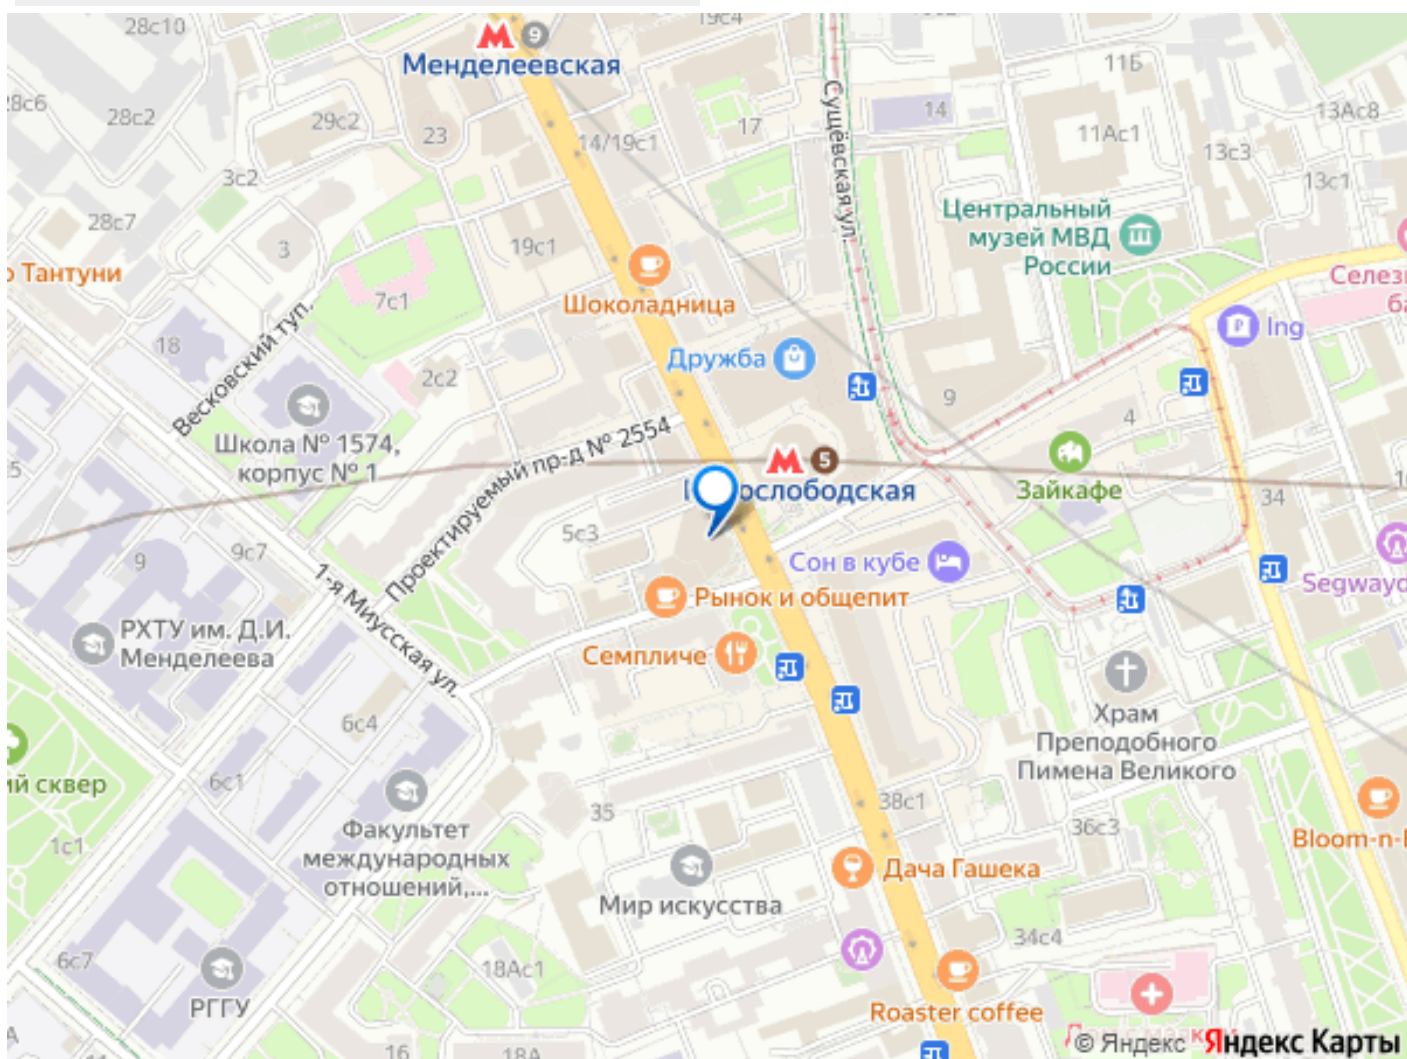 28с10
19с4
9
Менделеевская
11Б
28с6
28с2
29с2
23
14/19с1
17
14
Сущёвская ул.
11Ас1
13Ас8
13с3
13с1
3с2
28с7
3
19с1
Центральный
музей МВД
России
Тантуни
7с1
Шоколадница
Весковский туп.
18
Дружба
Ing
2с2
9
4
Школа № 1574,
корпус № 1
Проектируемый пр-д № 2554
5
ослободская
Зайкафе
34
5с3
9
9с7
Сон в кубе
Segwayd
1-я Миусская ул.
Рынок и общепит
РХТУ им. Д.И.
Менделеева
Семпличе
Храм
Преподобного
Пимена Великого
6с4
ий сквер
6с1
1с1
Факультет
международных
отношений,...
35
38с1
36с3
Bloom-n-
Дача Гашека
Мир искусства
34с4
6с7
РГГУ
18Ас1
Roaster coffee
16
18А
© Яндекс Яндекс Карты